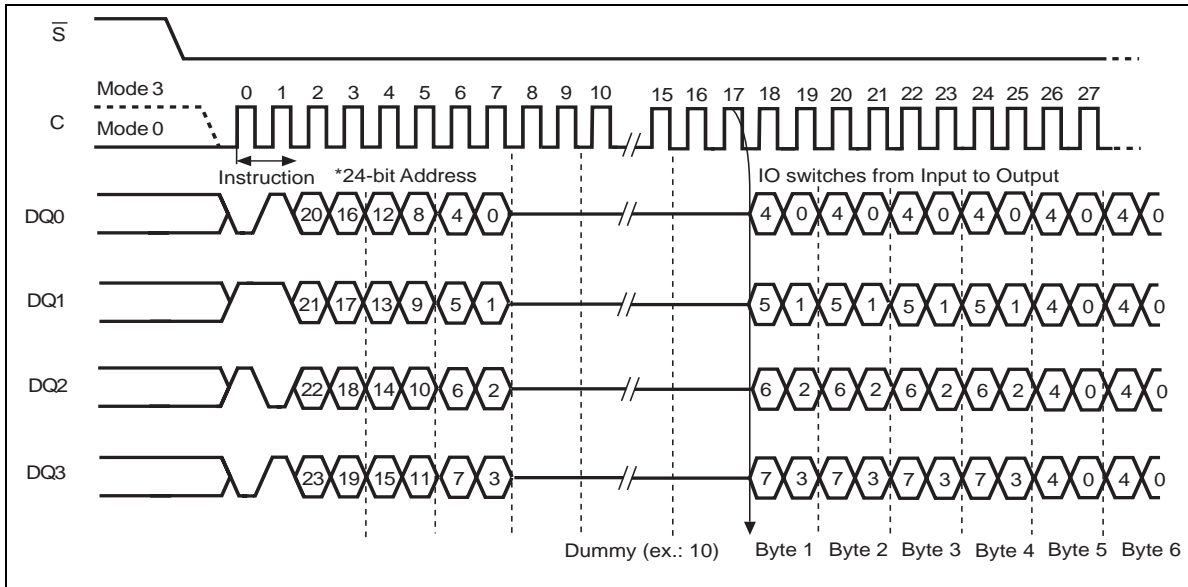 S
Mode 3
0 1 2 3 4 5 6 7 8 9 10 15 16 17 18 19 20 21 22 23 24 25 26 27
C
Mode 0
Instruction *24-bit Address IO switches from Input to Output
DQ0 20 16 12 8 4 0 4 0 4 0 4 0 4 0 4 0 4 0
DQ1 21 17 13 9 5 1 5 1 5 1 5 1 5 1 4 0 4 0
DQ2 22 18 14 10 6 2 6 2 6 2 6 2 6 2 4 0 4 0
DQ3 23 19 15 11 7 3 7 3 7 3 7 3 7 3 4 0 4 0
Dummy (ex.: 10) Byte 1 Byte 2 Byte 3 Byte 4 Byte 5 Byte 6